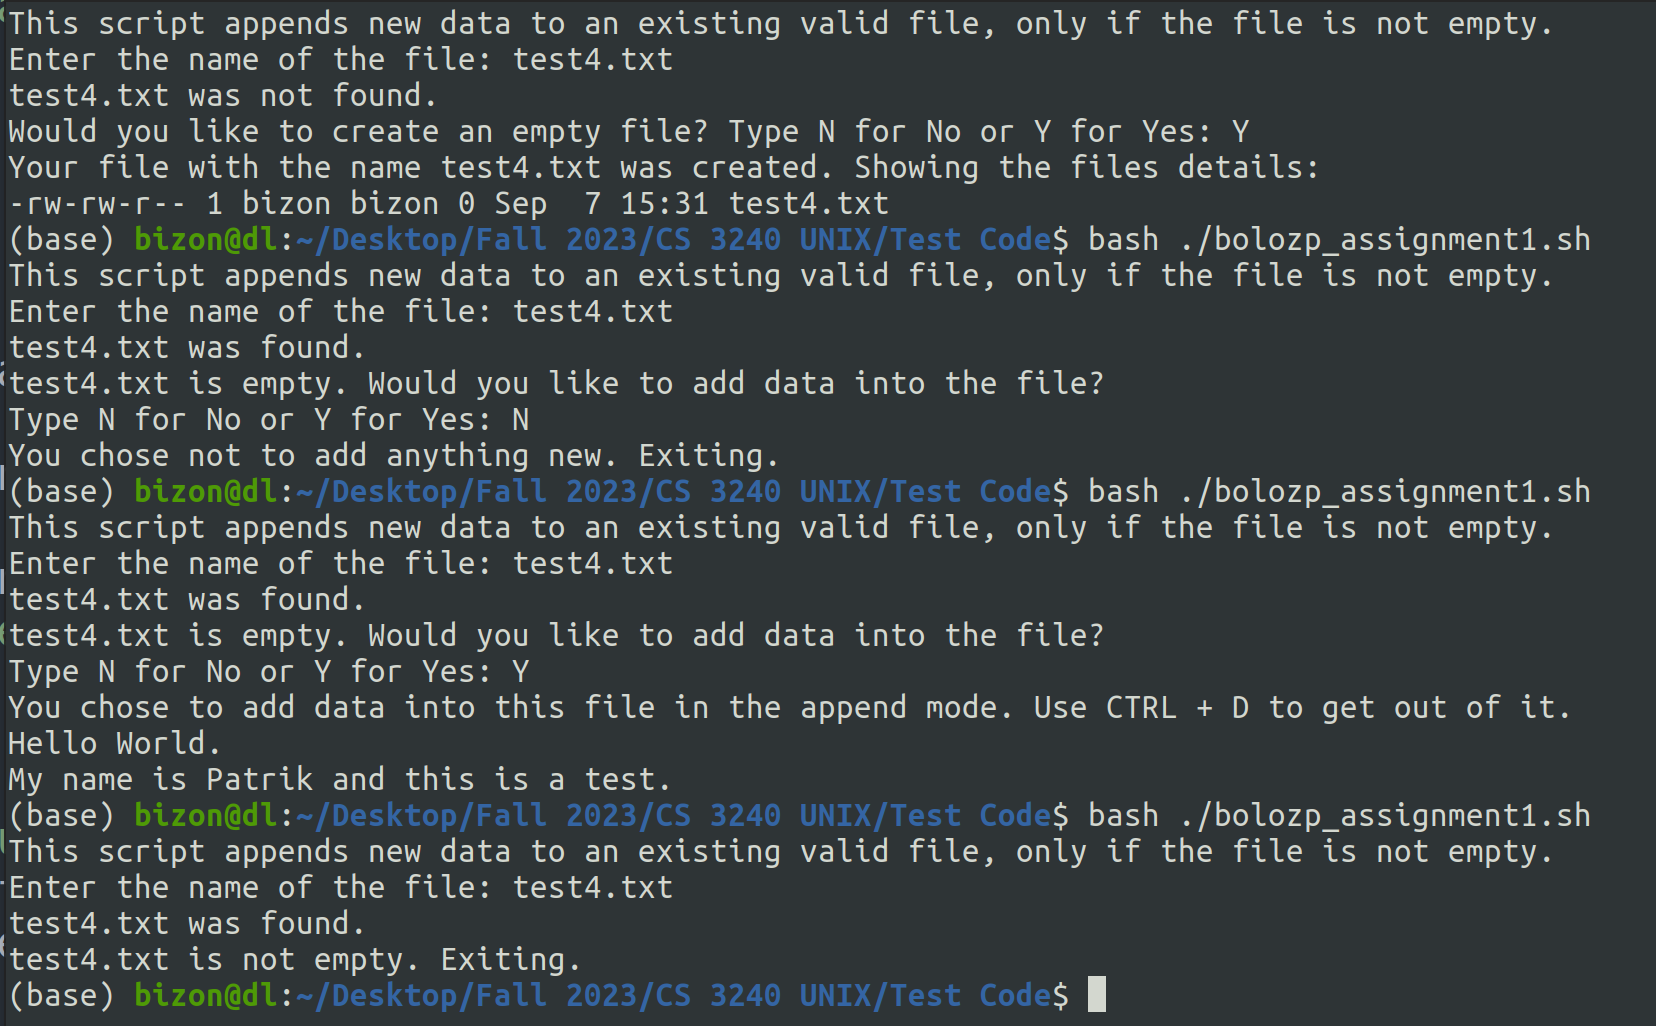 This script appends new data to an existing valid file, only if the file is not empty.
Enter the name of the file: test4.txt
test4.txt was not found.
Would you like to create an empty file? Type N for No or Y for Yes: Y
Your file with the name test4.txt was created. Showing the files details:
-rw-rw-r-- 1 bizon bizon 0 Sep  7 15:31 test4.txt
(base) bizon@dl:~/Desktop/Fall 2023/CS 3240 UNIX/Test Code$ bash ./bolozp_assignment1.sh
This script appends new data to an existing valid file, only if the file is not empty.
Enter the name of the file: test4.txt
test4.txt was found.
test4.txt is empty. Would you like to add data into the file?
Type N for No or Y for Yes: N
You chose not to add anything new. Exiting.
(base) bizon@dl:~/Desktop/Fall 2023/CS 3240 UNIX/Test Code$ bash ./bolozp_assignment1.sh
This script appends new data to an existing valid file, only if the file is not empty.
Enter the name of the file: test4.txt
test4.txt was found.
test4.txt is empty. Would you like to add data into the file?
Type N for No or Y for Yes: Y
You chose to add data into this file in the append mode. Use CTRL + D to get out of it.
Hello World.
My name is Patrik and this is a test.
(base) bizon@dl:~/Desktop/Fall 2023/CS 3240 UNIX/Test Code$ bash ./bolozp_assignment1.sh
This script appends new data to an existing valid file, only if the file is not empty.
Enter the name of the file: test4.txt
test4.txt was found.
test4.txt is not empty. Exiting.
(base) bizon@dl:~/Desktop/Fall 2023/CS 3240 UNIX/Test Code$